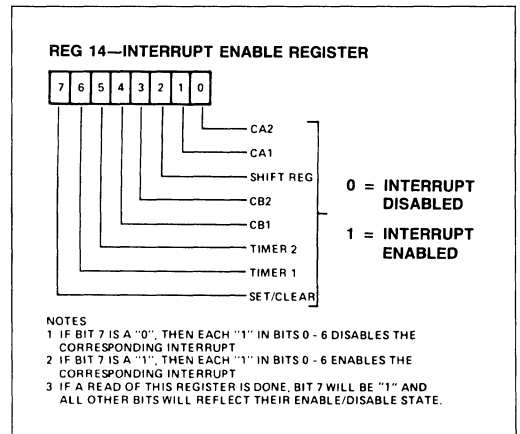 REG 14—INTERRUPT ENABLE REGISTER
7 6 5 4 3 2 1 0
CA2
CA1
SHIFT REG
CB2
CB1
TIMER 2
TIMER 1
SET/CLEAR
0 = INTERRUPT
DISABLED
1 = INTERRUPT
ENABLED
NOTES
1 IF BIT 7 IS A "0", THEN EACH "1" IN BITS 0 - 6 DISABLES THE
CORRESPONDING INTERRUPT
2 IF BIT 7 IS A "1", THEN EACH "1" IN BITS 0 - 6 ENABLES THE
CORRESPONDING INTERRUPT
3 IF A READ OF THIS REGISTER IS DONE, BIT 7 WILL BE "1" AND
ALL OTHER BITS WILL REFLECT THEIR ENABLE/DISABLE STATE.